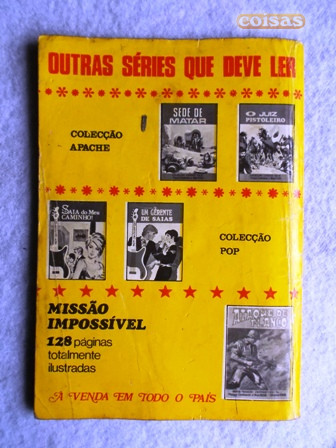 coisas
OUTRAS SÉRIES QUE DEVE LER
COLECÇÃO
APACHE
SEDE DE
MATAR
O JUIZ
PISTOLEIRO
SAIA do Meu
CAMINHO!
UM GERENTE
DE SAIAS
COLECÇÃO
POP
MISSÃO
IMPOSSÍVEL
128 páginas
totalmente
ilustradas
À VENDA EM TODO O PAÍS